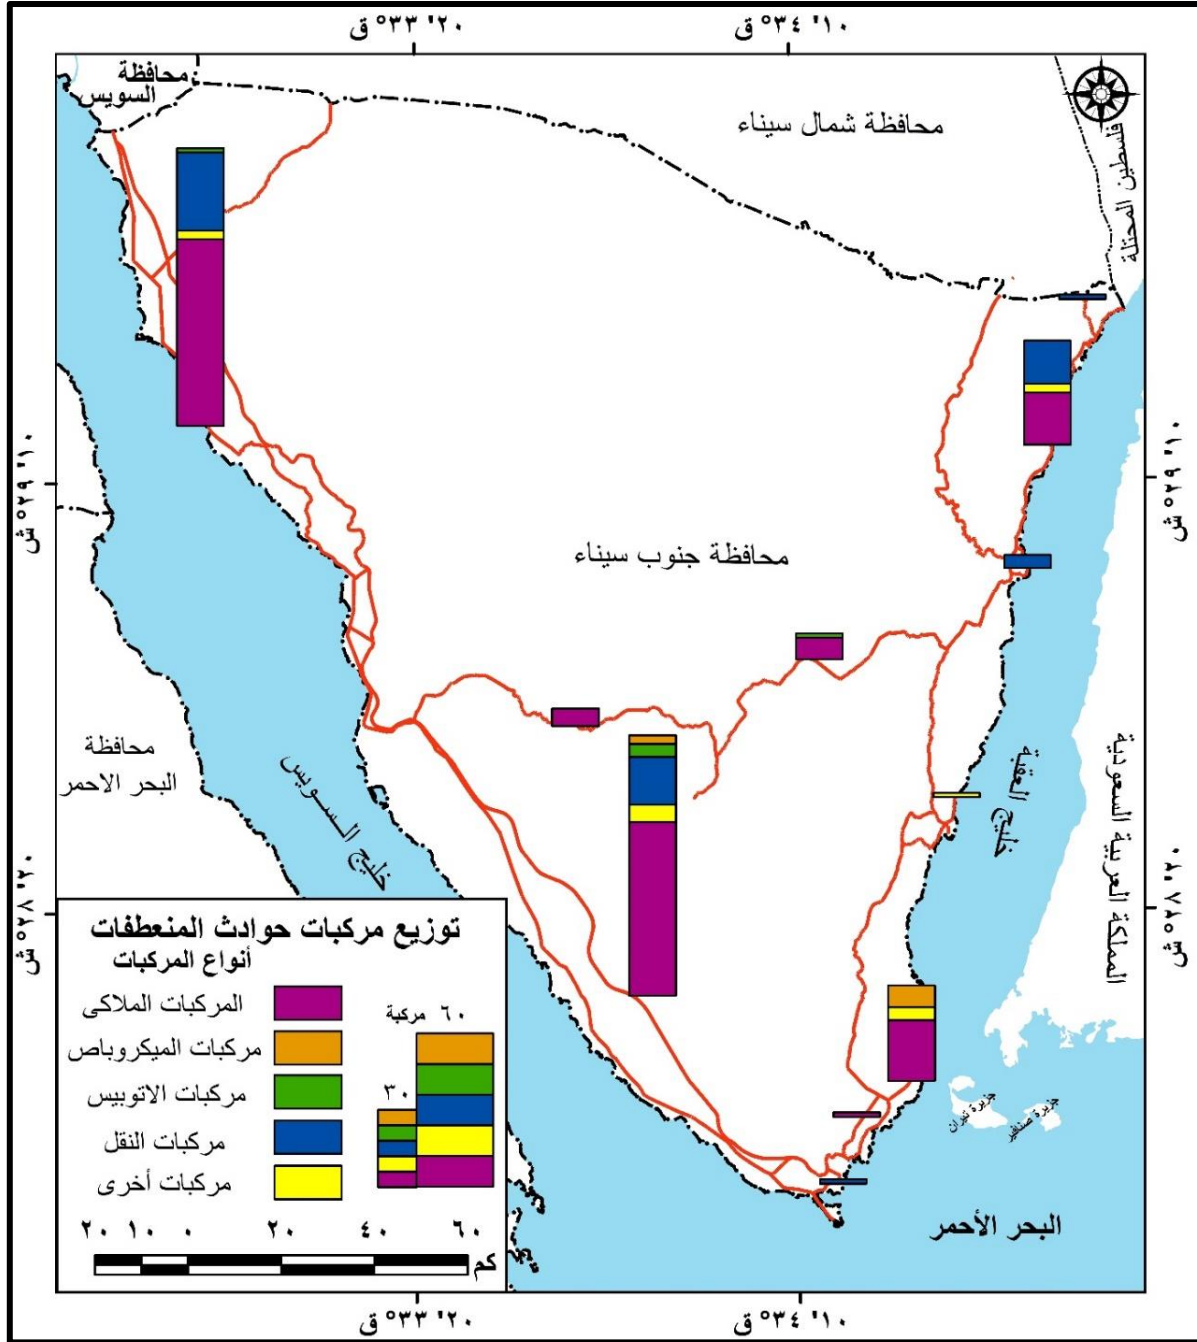 ٢٠ '٣٣° ق
١٠ '٣٤° ق
محافظة
السويس
محافظة شمال سيناء
فلسطين المحتلة
١٠ '٢٩° ش
١٠ '٢٩° ش
محافظة جنوب سيناء
محافظة
البحر الاحمر
خليج السويس
خليج العقبة
المملكة العربية السعودية
٢٠ '٢٨° ش
٢٠ '٢٨° ش
جزيرة تيران
جزيرة صنافير
البحر الأحمر
توزيع مركبات حوادث المنعطفات
أنواع المركبات
المركبات الملاكى
مركبات الميكروباص
مركبات الاتوبيس
مركبات النقل
مركبات أخرى
٦٠ مركبة
٣٠
٢٠ ١٠ ٠ ٢٠ ٤٠ ٦٠
كم
٢٠ '٣٣° ق
١٠ '٣٤° ق